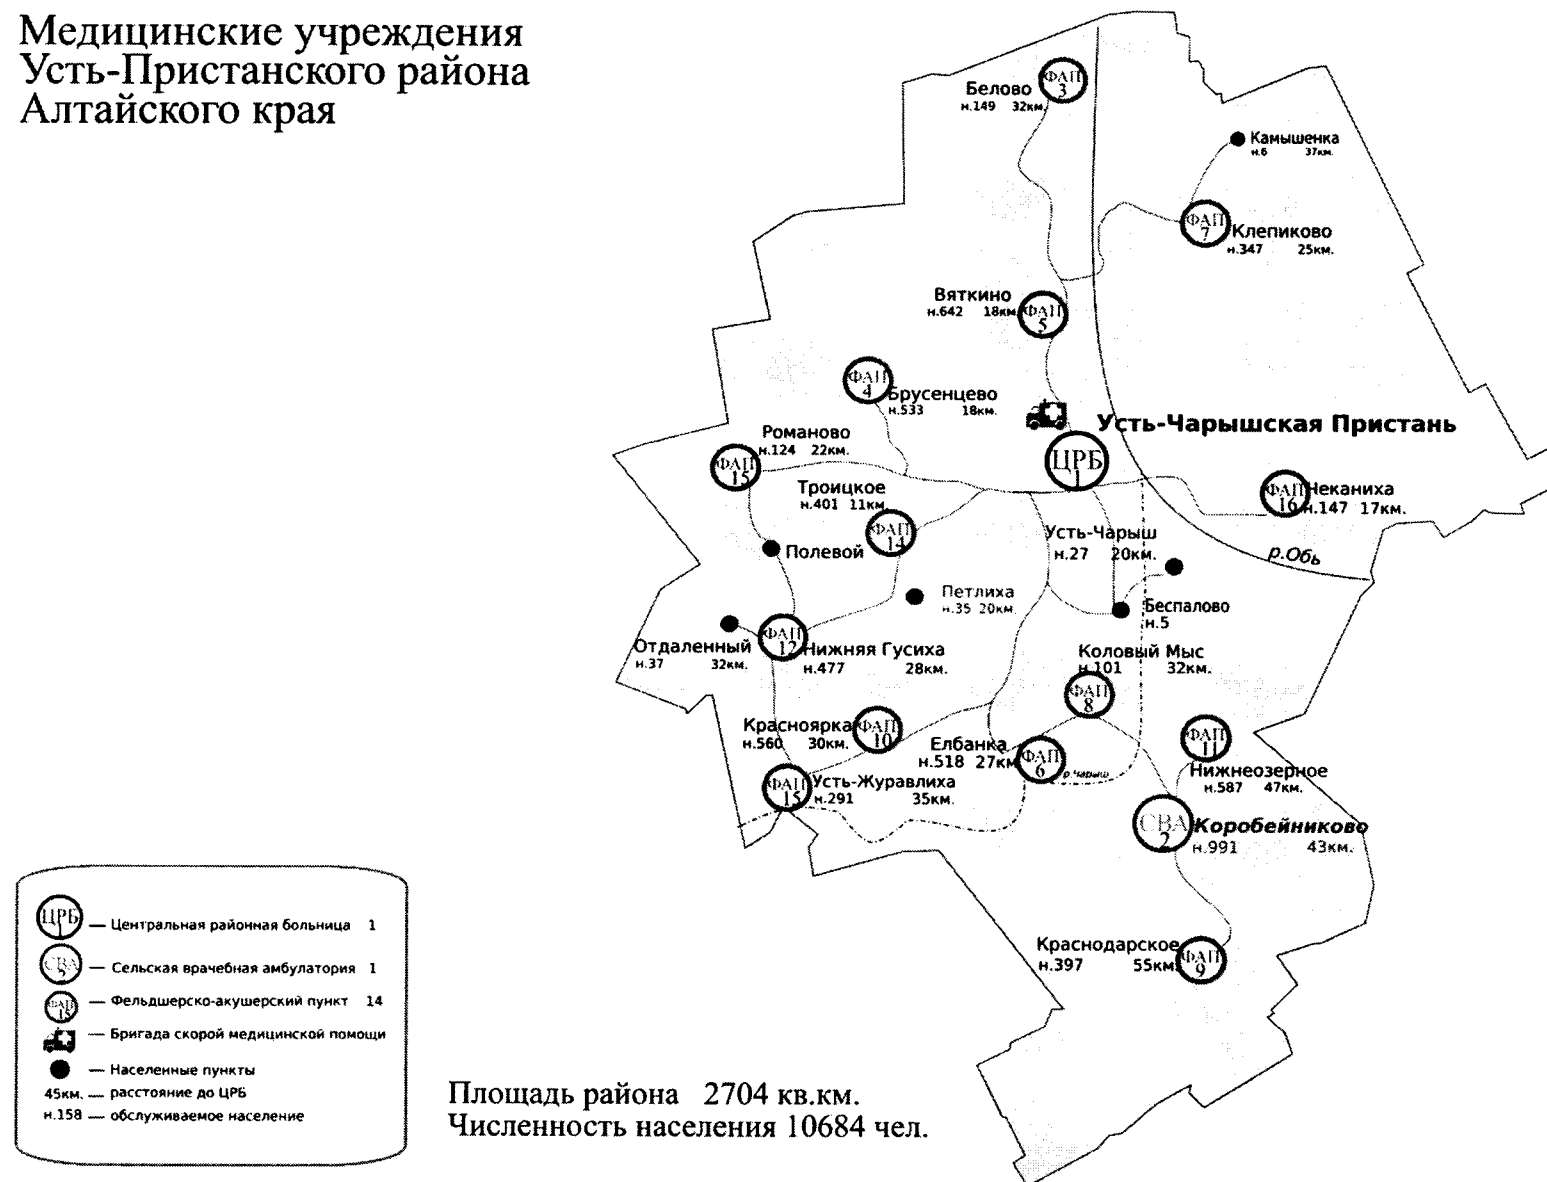 Медицинские учреждения
Усть-Пристанского района
Алтайского края
ФАП
3
Белово
н.149 32км.
Камышенка
н.6 37км.
ФАП
7
Клепиково
н.347 25км.
Вяткино
н.642 18км.
ФАП
5
ФАП
4
Брусенцево
н.533 18км.
Усть-Чарышская Пристань
ЦРБ
1
Романово
н.124 22км.
ФАП
15
Троицкое
н.401 11км.
ФАП
14
ФАП
16
Чеканиха
н.147 17км.
Усть-Чарыш
н.27 20км.
р.Обь
Полевой
Петлиха
н.35 20км.
Беспалово
н.5
Отдаленный
н.37 32км.
ФАП
12
Нижняя Гусиха
н.477 28км.
Коловый Мыс
н.101 32км.
ФАП
8
Красноярка
н.560 30км.
ФАП
10
Елбанка
н.518 27км
ФАП
6
р.Чарыш
ФАП
11
Нижнеозерное
н.587 47км.
ФАП
15
Усть-Журавлиха
н.291 35км.
СВА
2
Коробейниково
н.991 43км.
Краснодарское
н.397 55км.
ФАП
9
ЦРБ
1
— Центральная районная больница 1
СВА
2
— Сельская врачебная амбулатория 1
ФАП
15
— Фельдшерско-акушерский пункт 14
— Бригада скорой медицинской помощи
— Населенные пункты
45км. — расстояние до ЦРБ
н.158 — обслуживаемое население
Площадь района 2704 кв.км.
Численность населения 10684 чел.